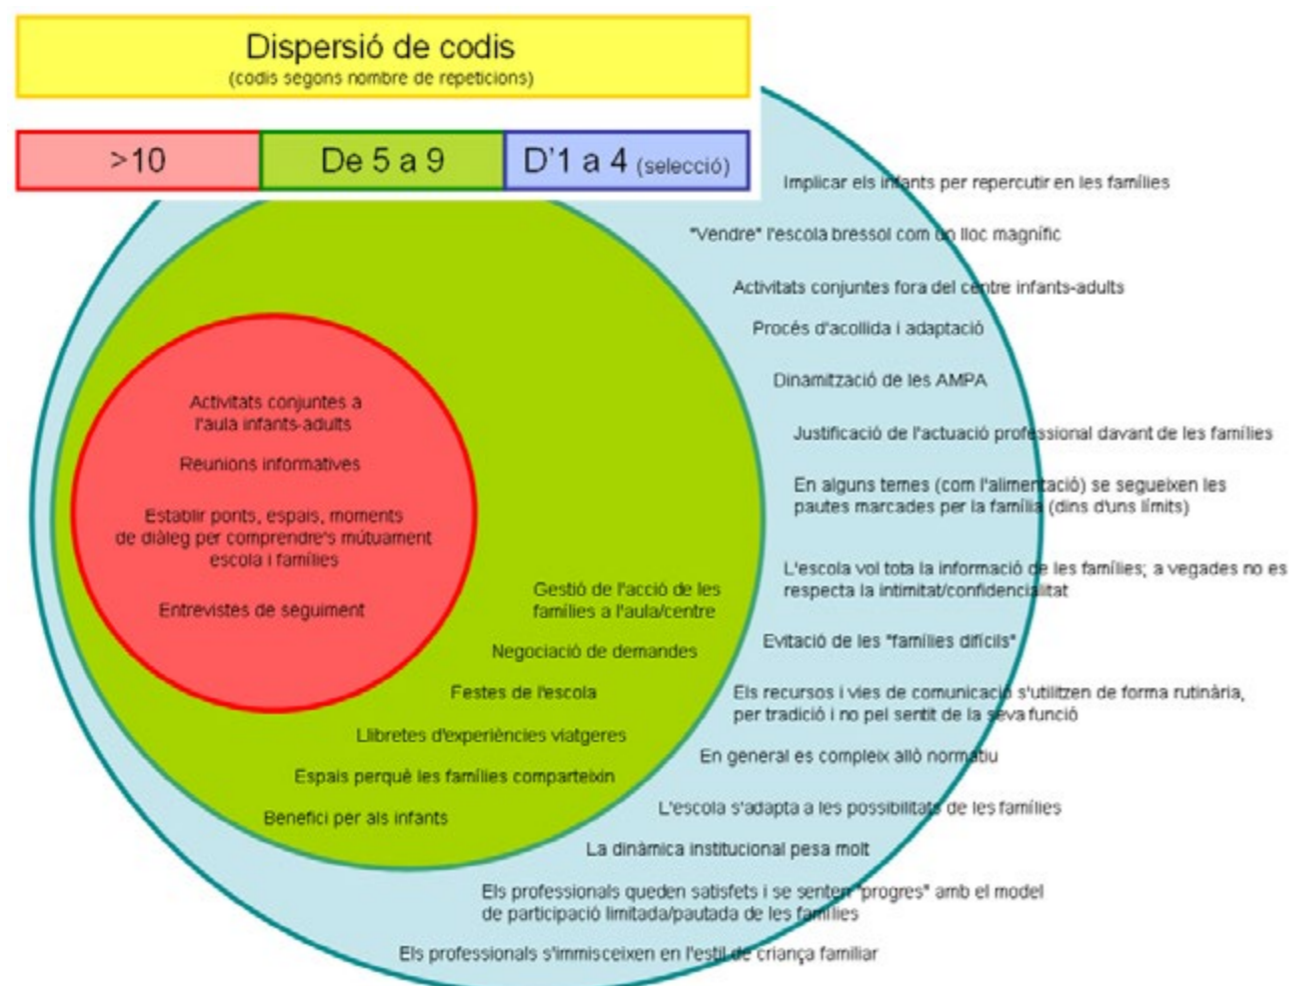 Dispersió de codis
(codis segons nombre de repeticions)
>10
De 5 a 9
D'1 a 4 (selecció)
Implicar els infants per repercutir en les famílies
"Vendre" l'escola bressol com un lloc magnífic
Activitats conjuntes fora del centre infants-adults
Procés d'acollida i adaptació
Dinamització de les AMPA
Justificació de l'actuació professional davant de les famílies
En alguns temes (com l'alimentació) se segueixen les
pautes marcades per la família (dins d'uns límits)
L'escola vol tota la informació de les famílies; a vegades no es
respecta la intimitat/confidencialitat
Evitació de les "famílies difícils"
Els recursos i vies de comunicació s'utilitzen de forma rutinària,
per tradició i no pel sentit de la seva funció
En general es compleix allò normatiu
L'escola s'adapta a les possibilitats de les famílies
La dinàmica institucional pesa molt
Els professionals queden satisfets i se senten "progres" amb el model
de participació limitada/pautada de les famílies
Els professionals s'immisceixen en l'estil de criança familiar
Activitats conjuntes a
l'aula infants-adults
Reunions informatives
Establir ponts, espais, moments
de diàleg per comprendre's mútuament
escola i famílies
Entrevistes de seguiment
Gestió de l'acció de les
famílies a l'aula/centre
Negociació de demandes
Festes de l'escola
Llibretes d'experiències viatgeres
Espais perquè les famílies comparteixin
Benefici per als infants